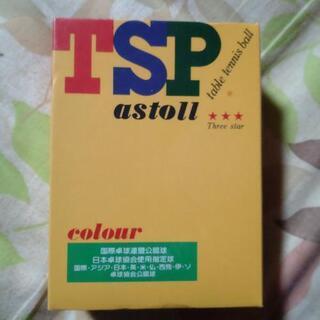 TSP
astoll
table tennis ball
★★★
Three star
colour
国際卓球連盟公認球
日本卓球協会使用指定球
国際・アジア・日本・英・米・仏・西独・伊・ソ
卓球協会公認球